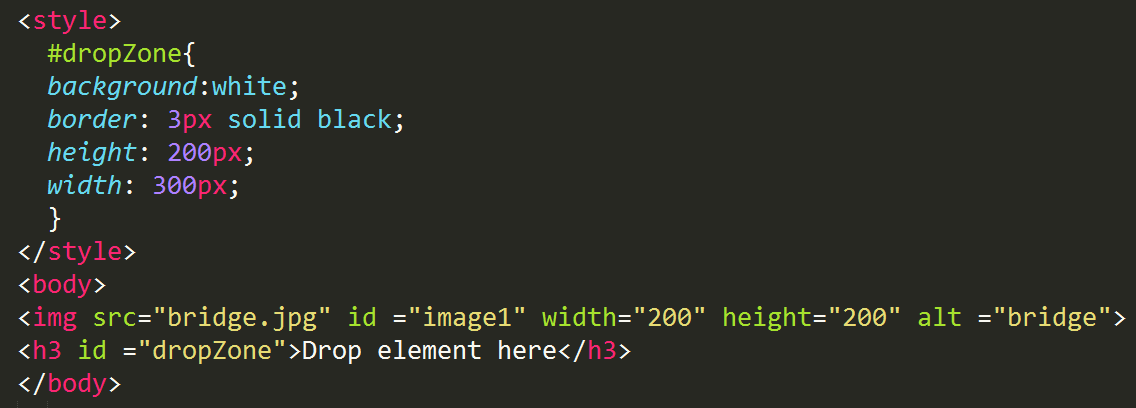 <style>
#dropZone{
background:white;
border: 3px solid black;
height: 200px;
width: 300px;
}
</style>
<body>
<img src="bridge.jpg" id ="image1" width="200" height="200" alt ="bridge">
<h3 id ="dropZone">Drop element here</h3>
</body>